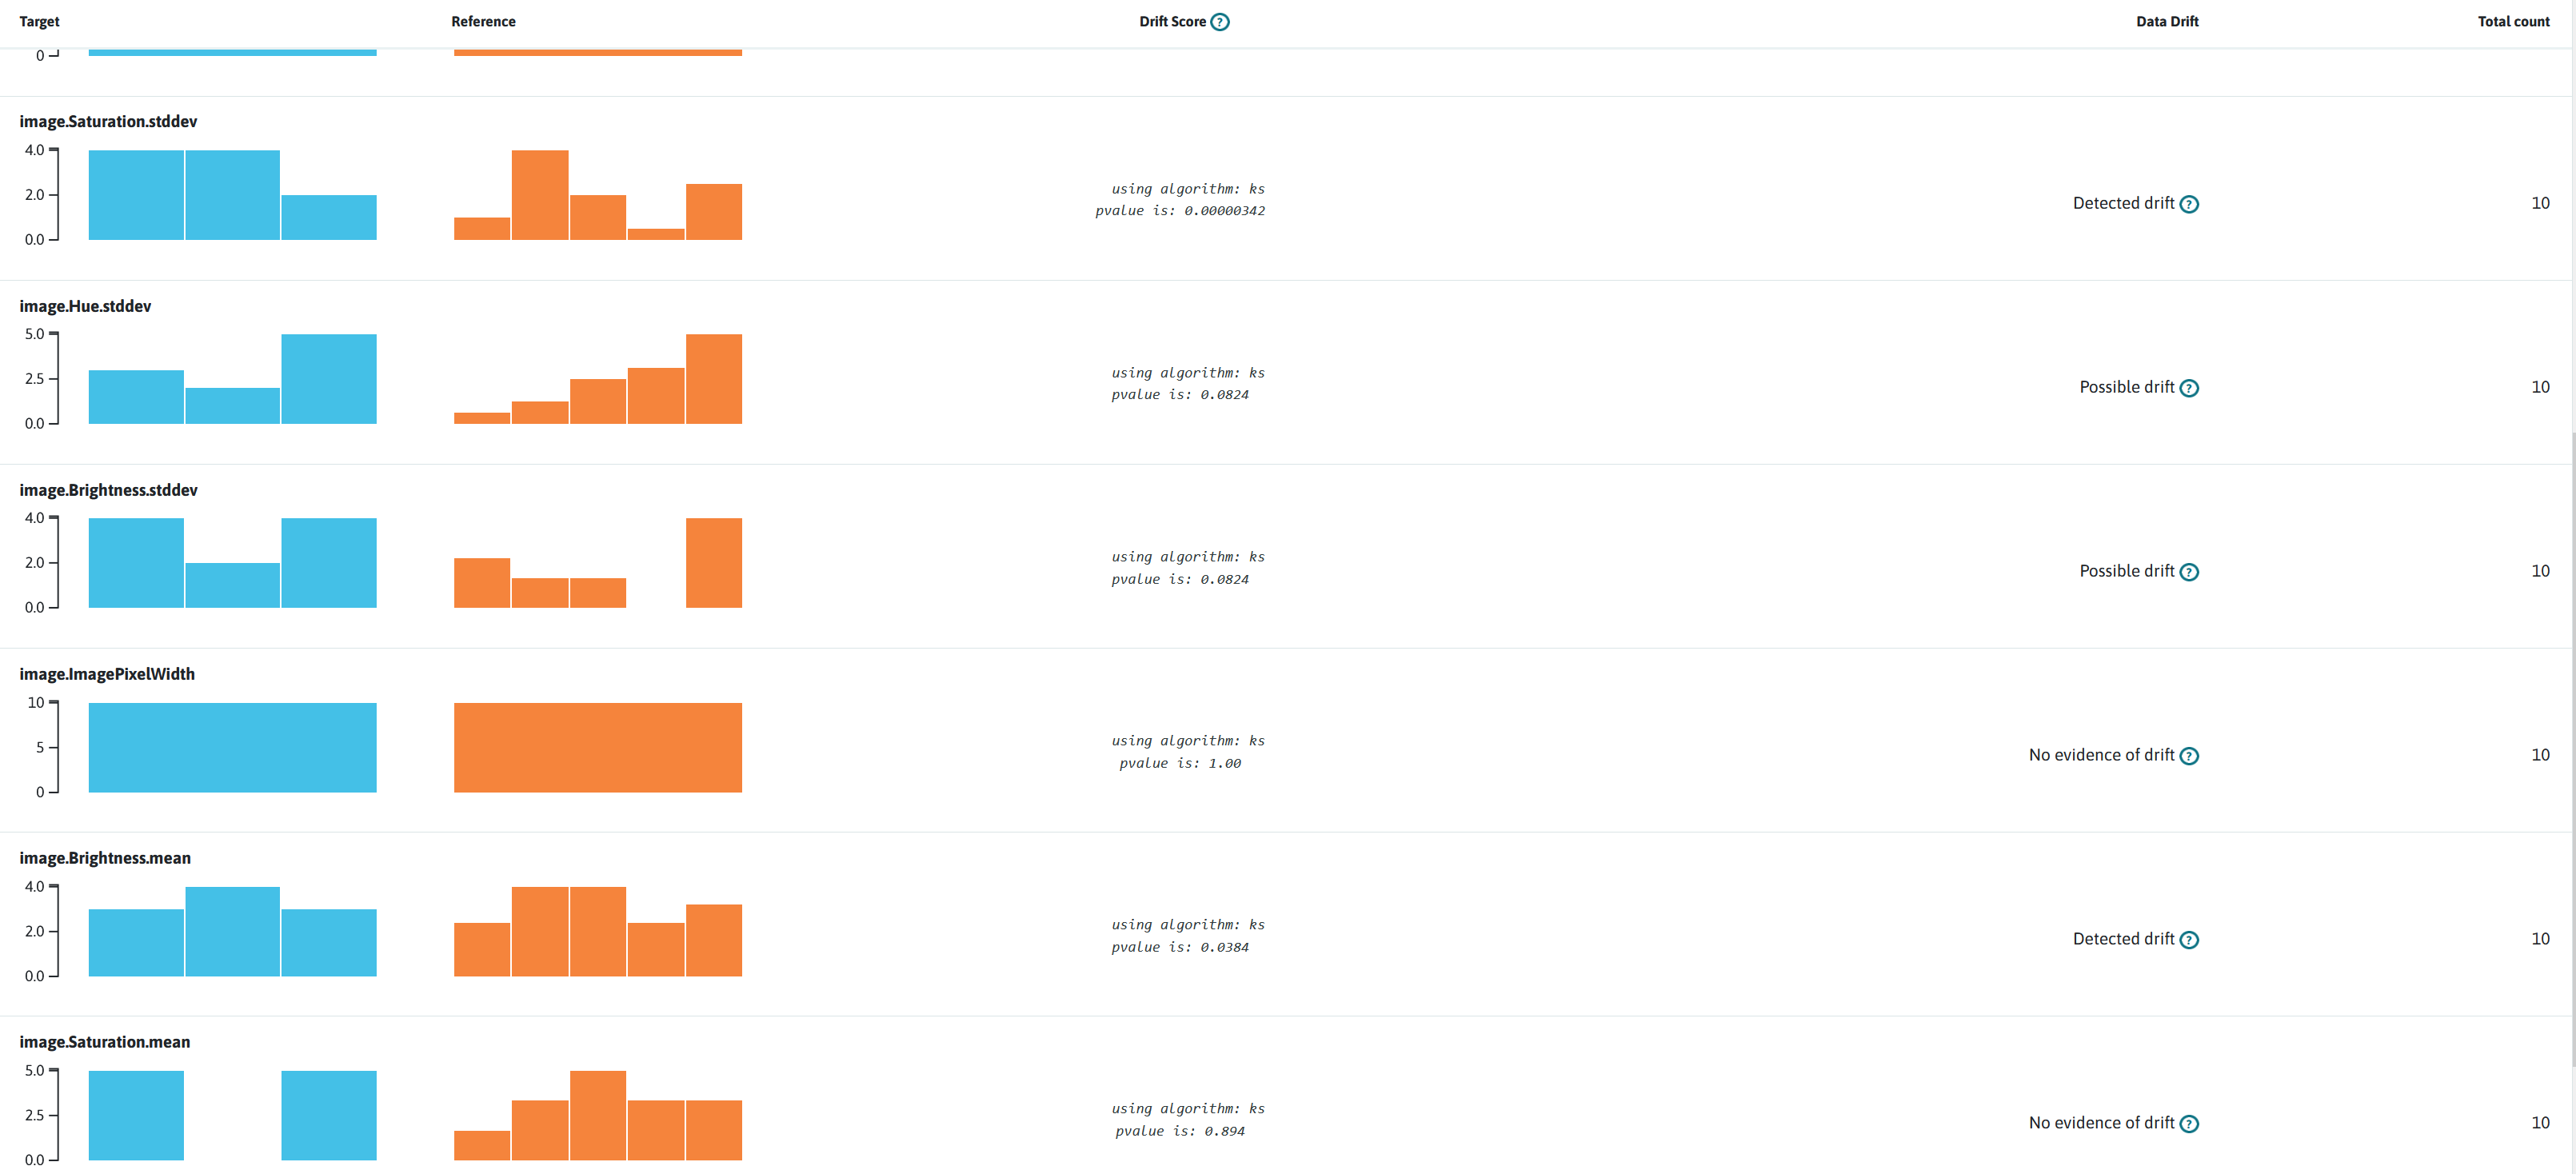 Target Reference Drift Score ? Data Drift Total count
0
image.Saturation.stddev
4.0
2.0
0.0
using algorithm: ks
pvalue is: 0.00000342
Detected drift ?
10
image.Hue.stddev
5.0
2.5
0.0
using algorithm: ks
pvalue is: 0.0824
Possible drift ?
10
image.Brightness.stddev
4.0
2.0
0.0
using algorithm: ks
pvalue is: 0.0824
Possible drift ?
10
image.ImagePixelWidth
10
5
0
using algorithm: ks
pvalue is: 1.00
No evidence of drift ?
10
image.Brightness.mean
4.0
2.0
0.0
using algorithm: ks
pvalue is: 0.0384
Detected drift ?
10
image.Saturation.mean
5.0
2.5
0.0
using algorithm: ks
pvalue is: 0.894
No evidence of drift ?
10